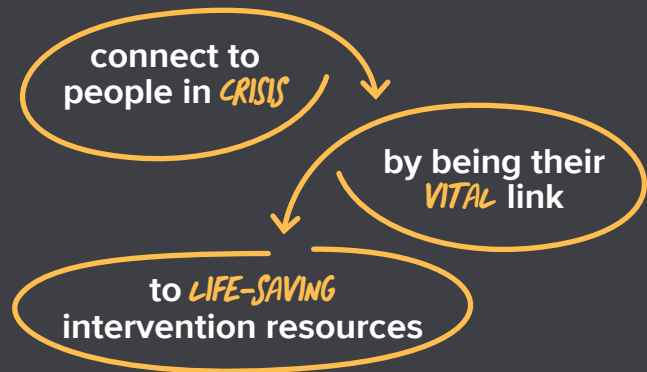 connect to
people in CRISIS
by being their
VITAL link
to LIFE-SAVING
intervention resources